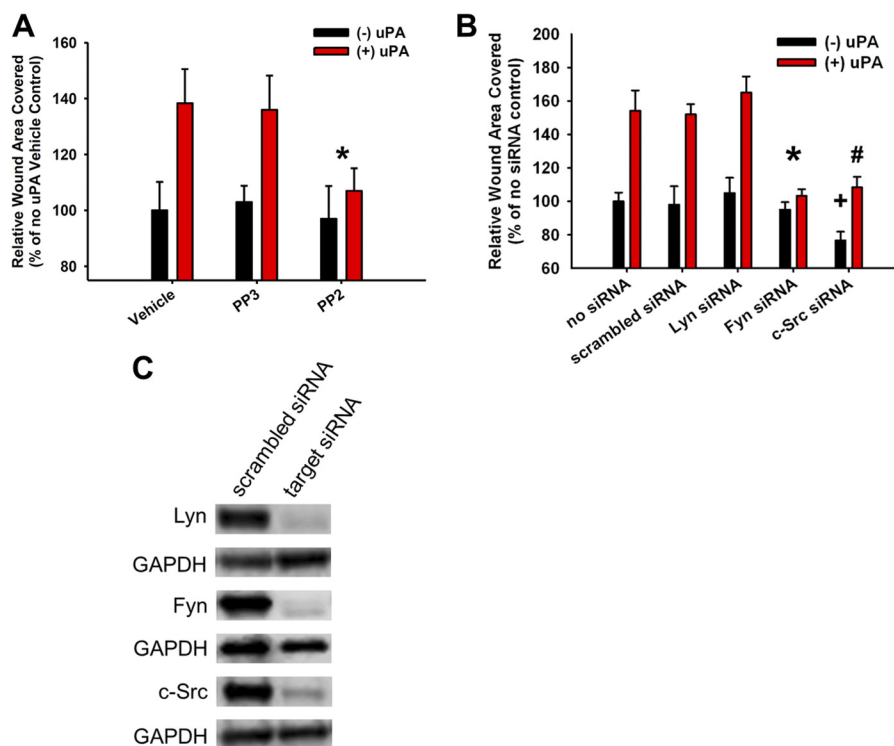 A
Relative Wound Area Covered
(% of no uPA Vehicle Control)
160
140
120
100
80
(-) uPA
(+) uPA
*
Vehicle
PP3
PP2
B
Relative Wound Area Covered
(% of no siRNA control)
200
180
160
140
120
100
80
60
(-) uPA
(+) uPA
*
+
#
no siRNA
scrambled siRNA
Lyn siRNA
Fyn siRNA
c-Src siRNA
C
scrambled siRNA
target siRNA
Lyn
GAPDH
Fyn
GAPDH
c-Src
GAPDH